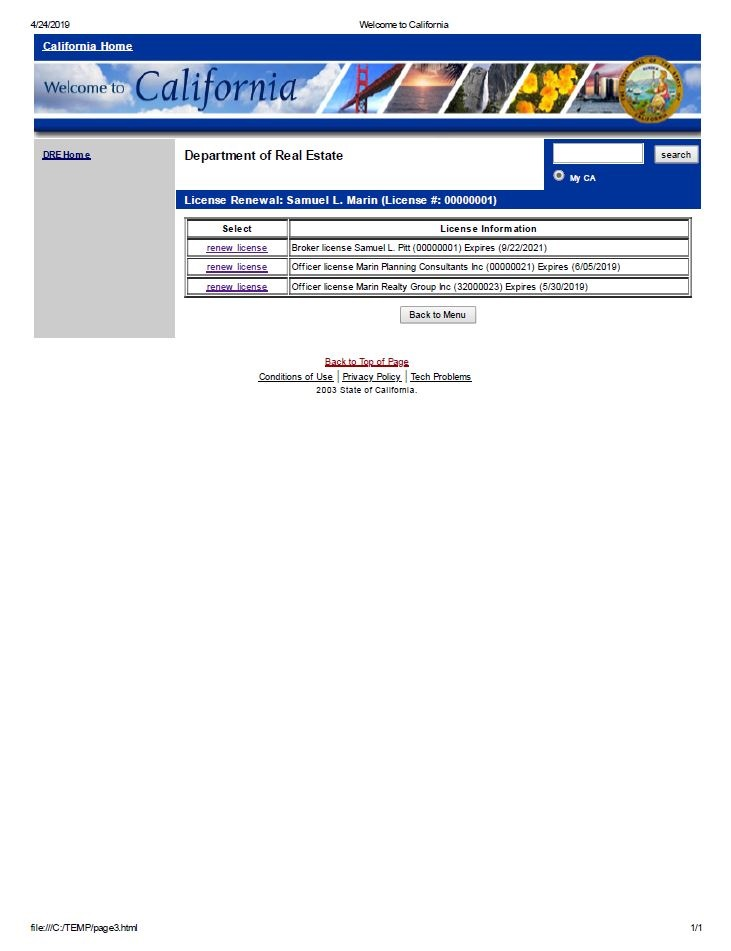 4/24/2019 Welcome to California
California Home
Welcome to California
DRE Home
Department of Real Estate
search
My CA
License Renewal: Samuel L. Marin (License #: 00000001)
Select License Information
renew license Broker license Samuel L. Pitt (00000001) Expires (9/22/2021)
renew license Officer license Marin Planning Consultants Inc (00000021) Expires (6/05/2019)
renew license Officer license Marin Realty Group Inc (32000023) Expires (5/30/2019)
Back to Menu
Back to Top of Page
Conditions of Use | Privacy Policy | Tech Problems
2003 State of California.
file:///C:/TEMP/page3.html 1/1